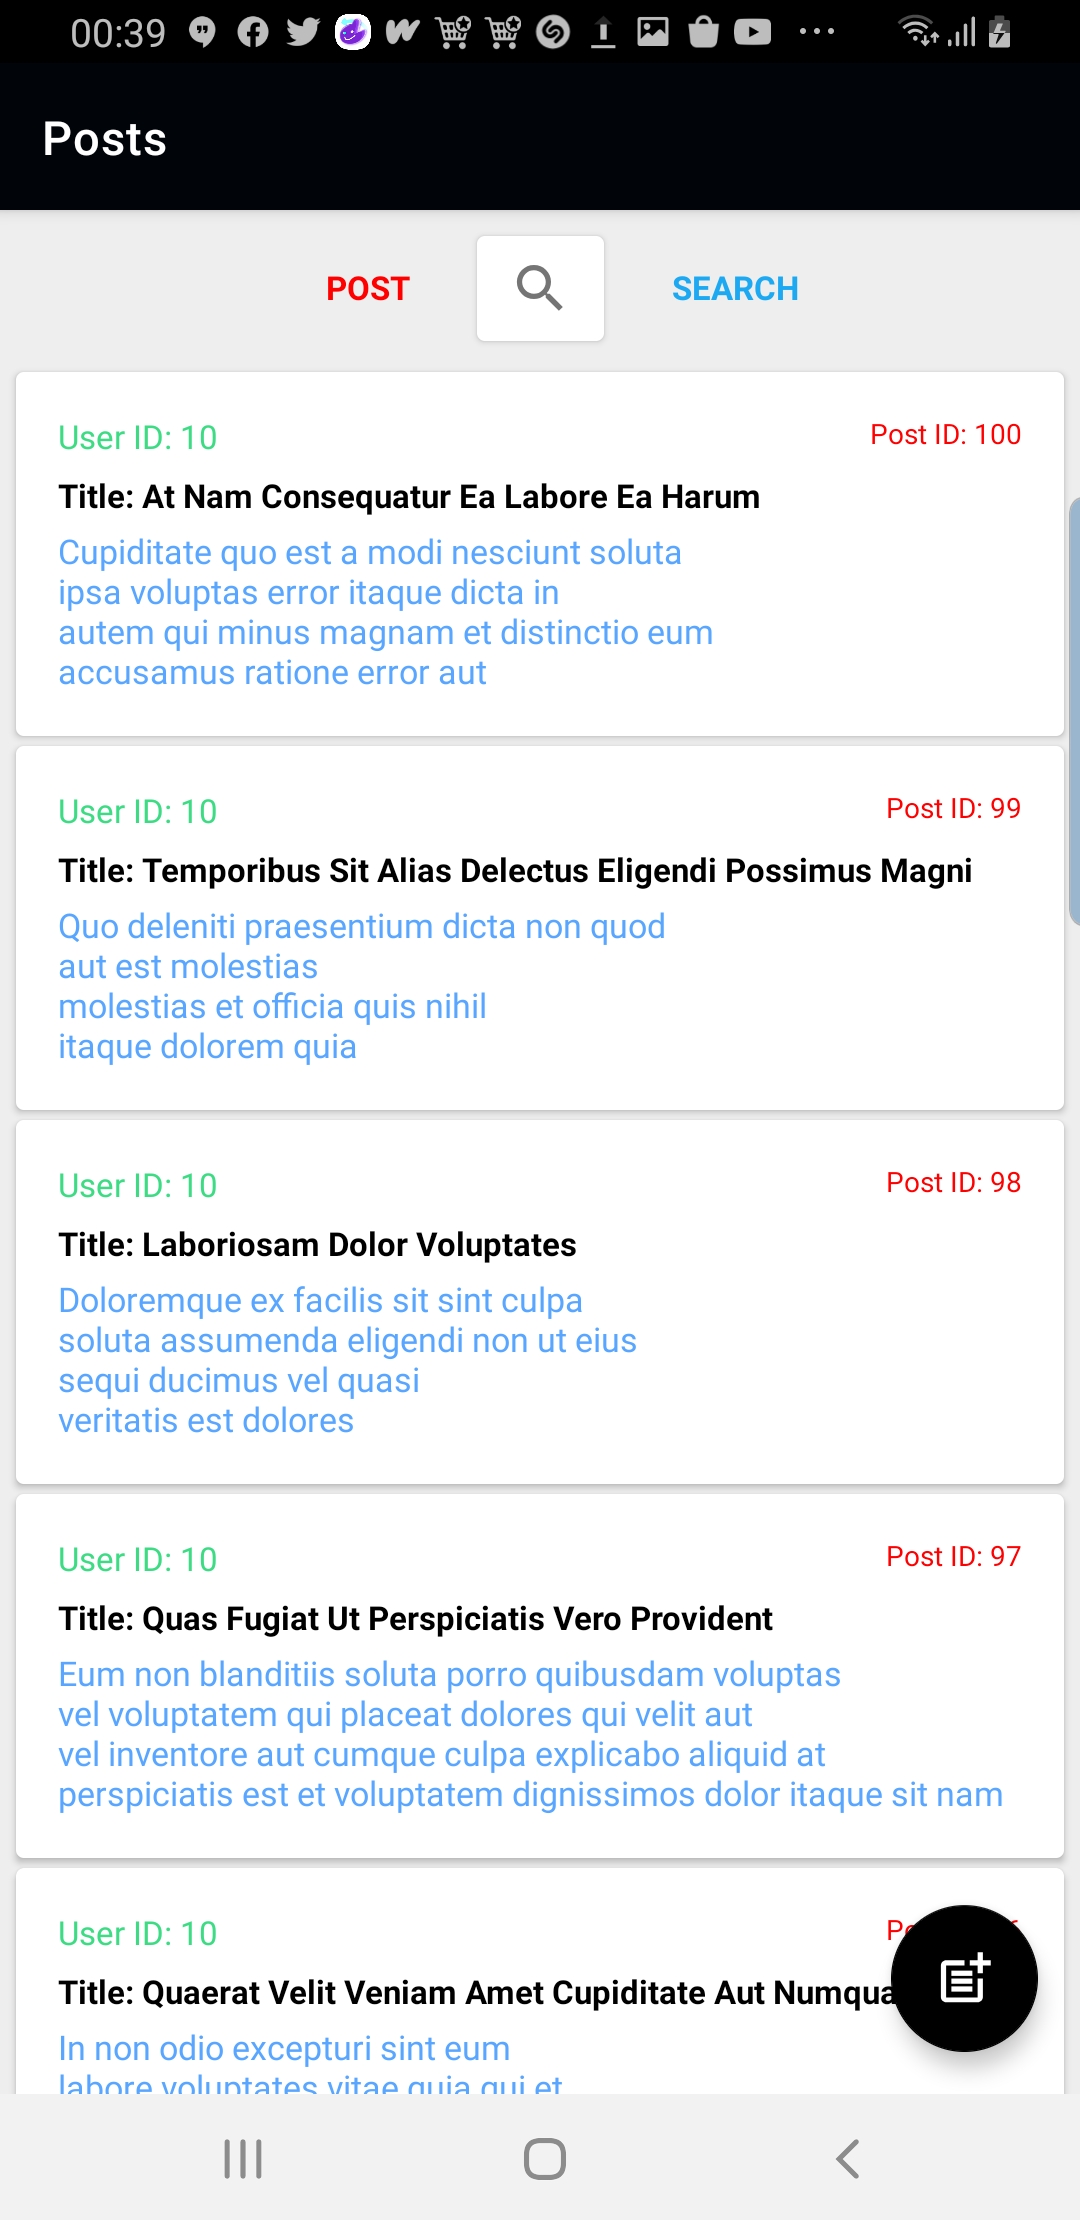 00:39
Posts
POST
SEARCH
User ID: 10
Post ID: 100
Title: At Nam Consequatur Ea Labore Ea Harum
Cupiditate quo est a modi nesciunt soluta
ipsa voluptas error itaque dicta in
autem qui minus magnam et distinctio eum
accusamus ratione error aut
User ID: 10
Post ID: 99
Title: Temporibus Sit Alias Delectus Eligendi Possimus Magni
Quo deleniti praesentium dicta non quod
aut est molestias
molestias et officia quis nihil
itaque dolorem quia
User ID: 10
Post ID: 98
Title: Laboriosam Dolor Voluptates
Doloremque ex facilis sit sint culpa
soluta assumenda eligendi non ut eius
sequi ducimus vel quasi
veritatis est dolores
User ID: 10
Post ID: 97
Title: Quas Fugiat Ut Perspiciatis Vero Provident
Eum non blanditiis soluta porro quibusdam voluptas
vel voluptatem qui placeat dolores qui velit aut
vel inventore aut cumque culpa explicabo aliquid at
perspiciatis est et voluptatem dignissimos dolor itaque sit nam
User ID: 10
Title: Quaerat Velit Veniam Amet Cupiditate Aut
In non odio excepturi sint eum
labore voluptates vitae quia qui et